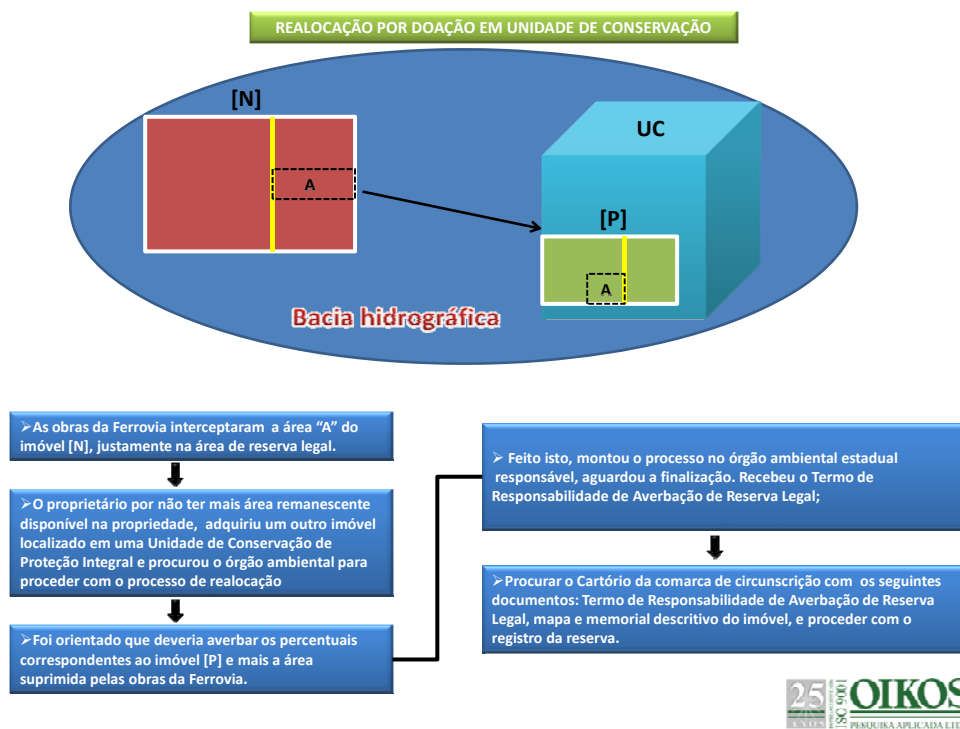 REALOCAÇÃO POR DOAÇÃO EM UNIDADE DE CONSERVAÇÃO
[N]
UC
A
[P]
A
Bacia hidrográfica
➢As obras da Ferrovia interceptaram a área "A" do
imóvel [N], justamente na área de reserva legal.
➢O proprietário por não ter mais área remanescente
disponível na propriedade, adquiriu um outro imóvel
localizado em uma Unidade de Conservação de
Proteção Integral e procurou o órgão ambiental para
proceder com o processo de realocação
➢Foi orientado que deveria averbar os percentuais
correspondentes ao imóvel [P] e mais a área
suprimida pelas obras da Ferrovia.
➢ Feito isto, montou o processo no órgão ambiental estadual
responsável, aguardou a finalização. Recebeu o Termo de
Responsabilidade de Averbação de Reserva Legal;
➢Procurar o Cartório da comarca de circunscrição com os seguintes
documentos: Termo de Responsabilidade de Averbação de Reserva
Legal, mapa e memorial descritivo do imóvel, e proceder com o
registro da reserva.
25
ANOS
ISO 9001
OIKOS
PESQUISA APLICADA LTD